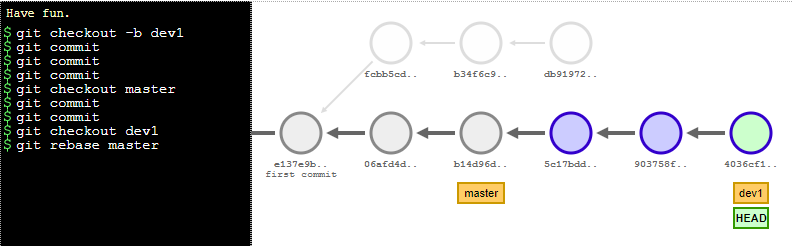 Have fun.
$ git checkout -b dev1
$ git commit
$ git commit
$ git commit
$ git checkout master
$ git commit
$ git commit
$ git checkout dev1
$ git rebase master
fcbb5cd.. b34f6c9.. db91972..
e137e9b.. 06afd4d.. b14d96d.. 5c17bdd.. 903758f.. 4036cf1..
first commit
master dev1
HEAD